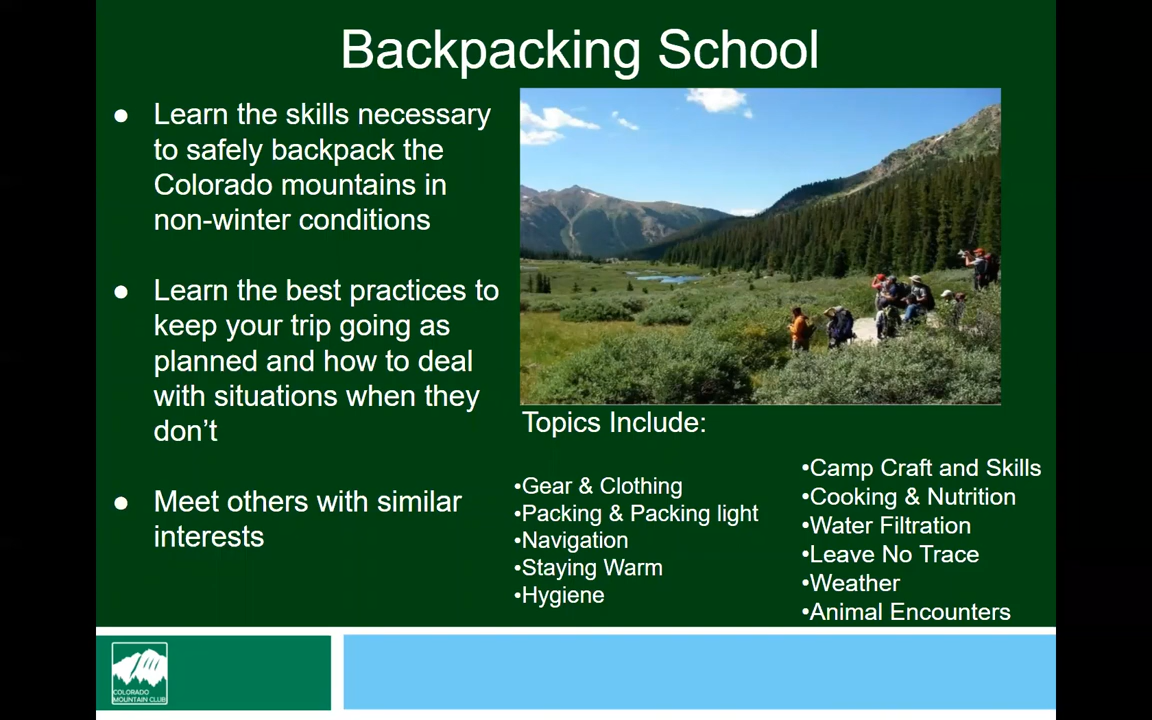 Backpacking School
● Learn the skills necessary
to safely backpack the
Colorado mountains in
non-winter conditions
● Learn the best practices to
keep your trip going as
planned and how to deal
with situations when they
don't
● Meet others with similar
interests
Topics Include:
•Gear & Clothing
•Packing & Packing light
•Navigation
•Staying Warm
•Hygiene
•Camp Craft and Skills
•Cooking & Nutrition
•Water Filtration
•Leave No Trace
•Weather
•Animal Encounters
COLORADO
MOUNTAIN CLUB